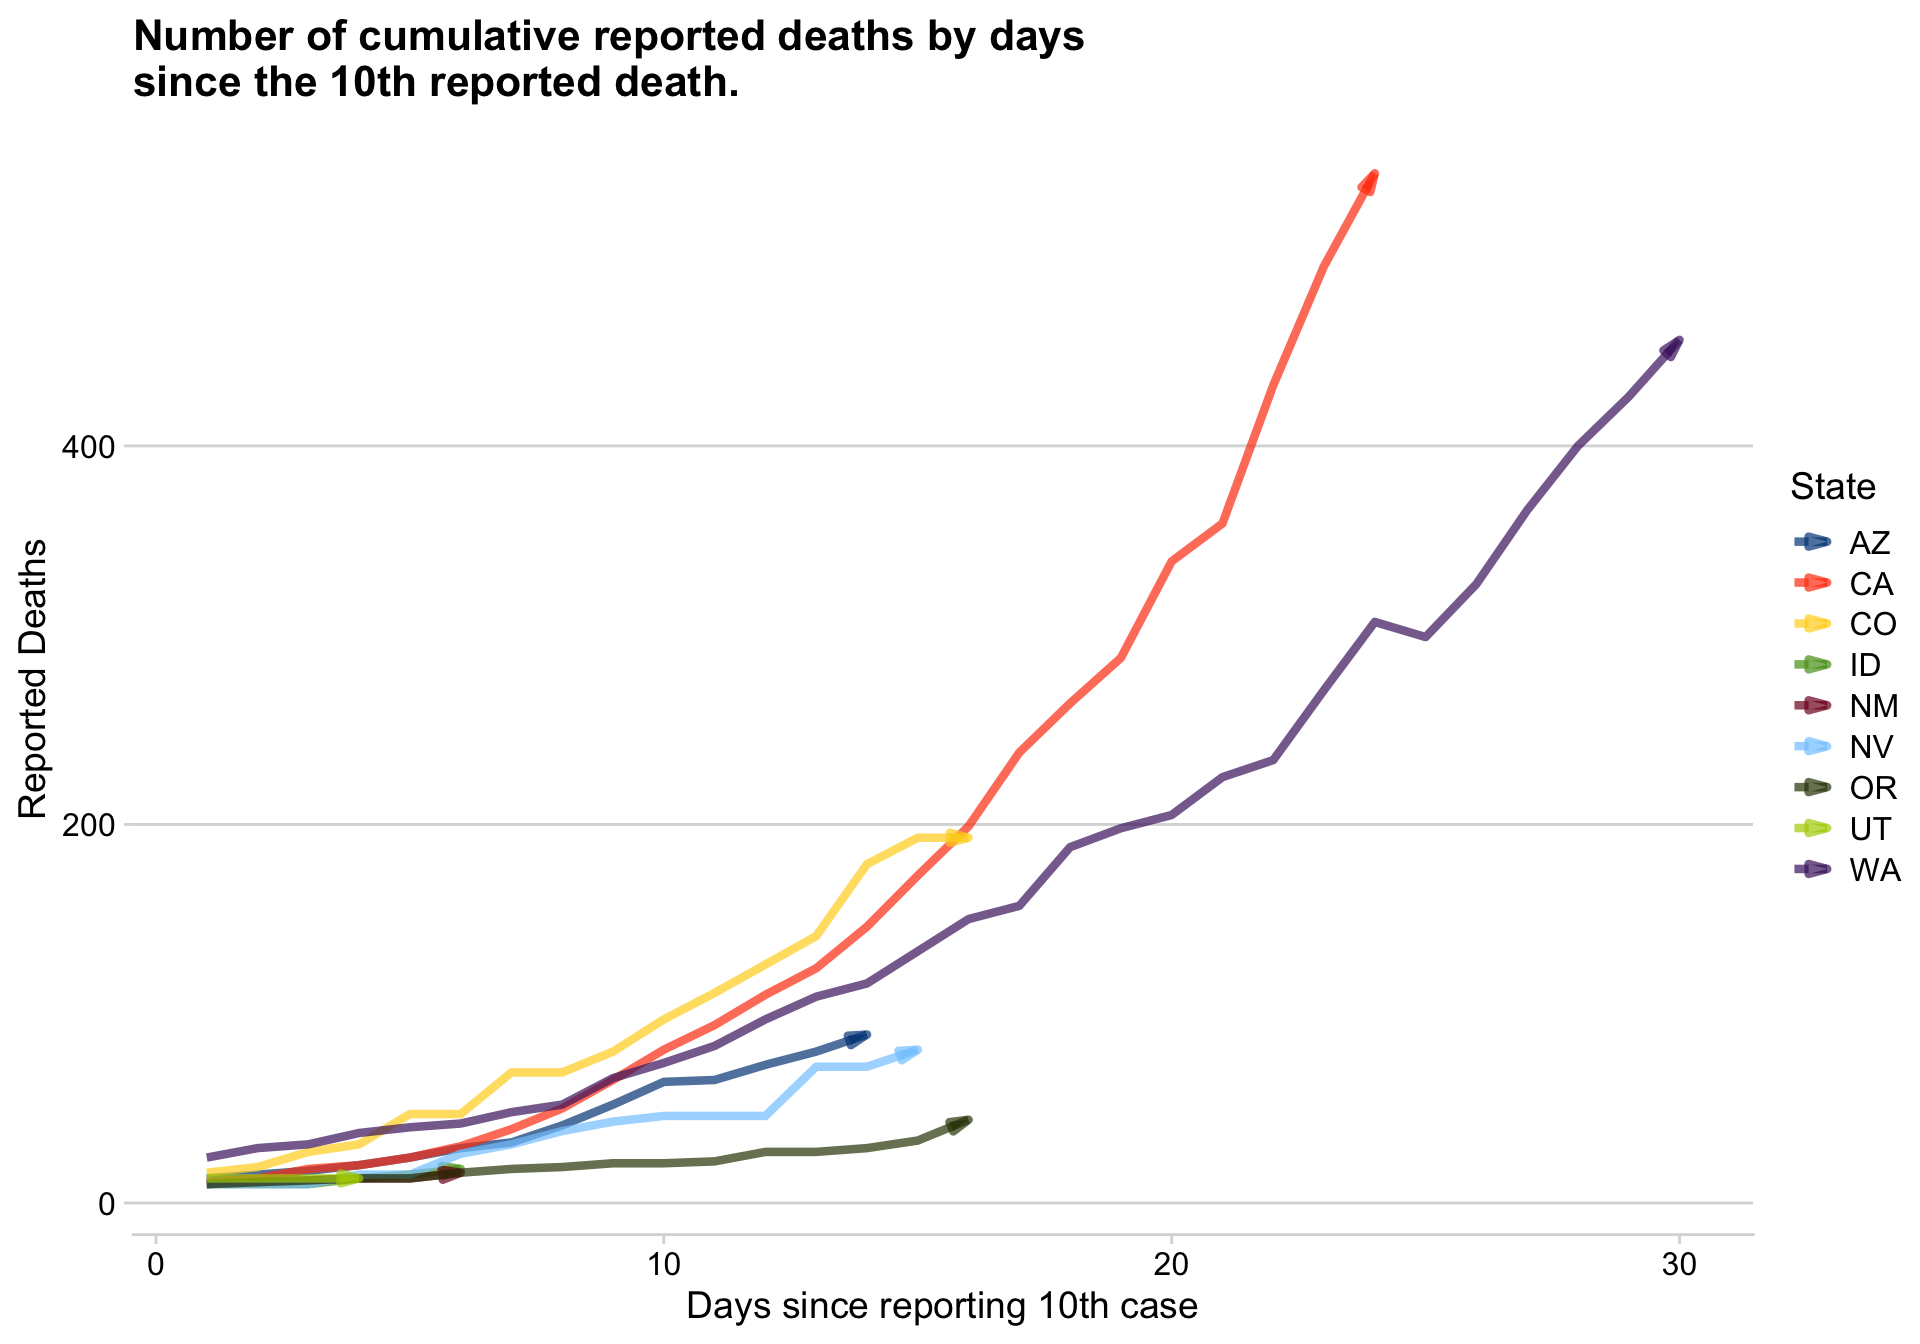 Number of cumulative reported deaths by days
since the 10th reported death.
Reported Deaths
400
200
0
0 10 20 30
Days since reporting 10th case
State
AZ
CA
CO
ID
NM
NV
OR
UT
WA